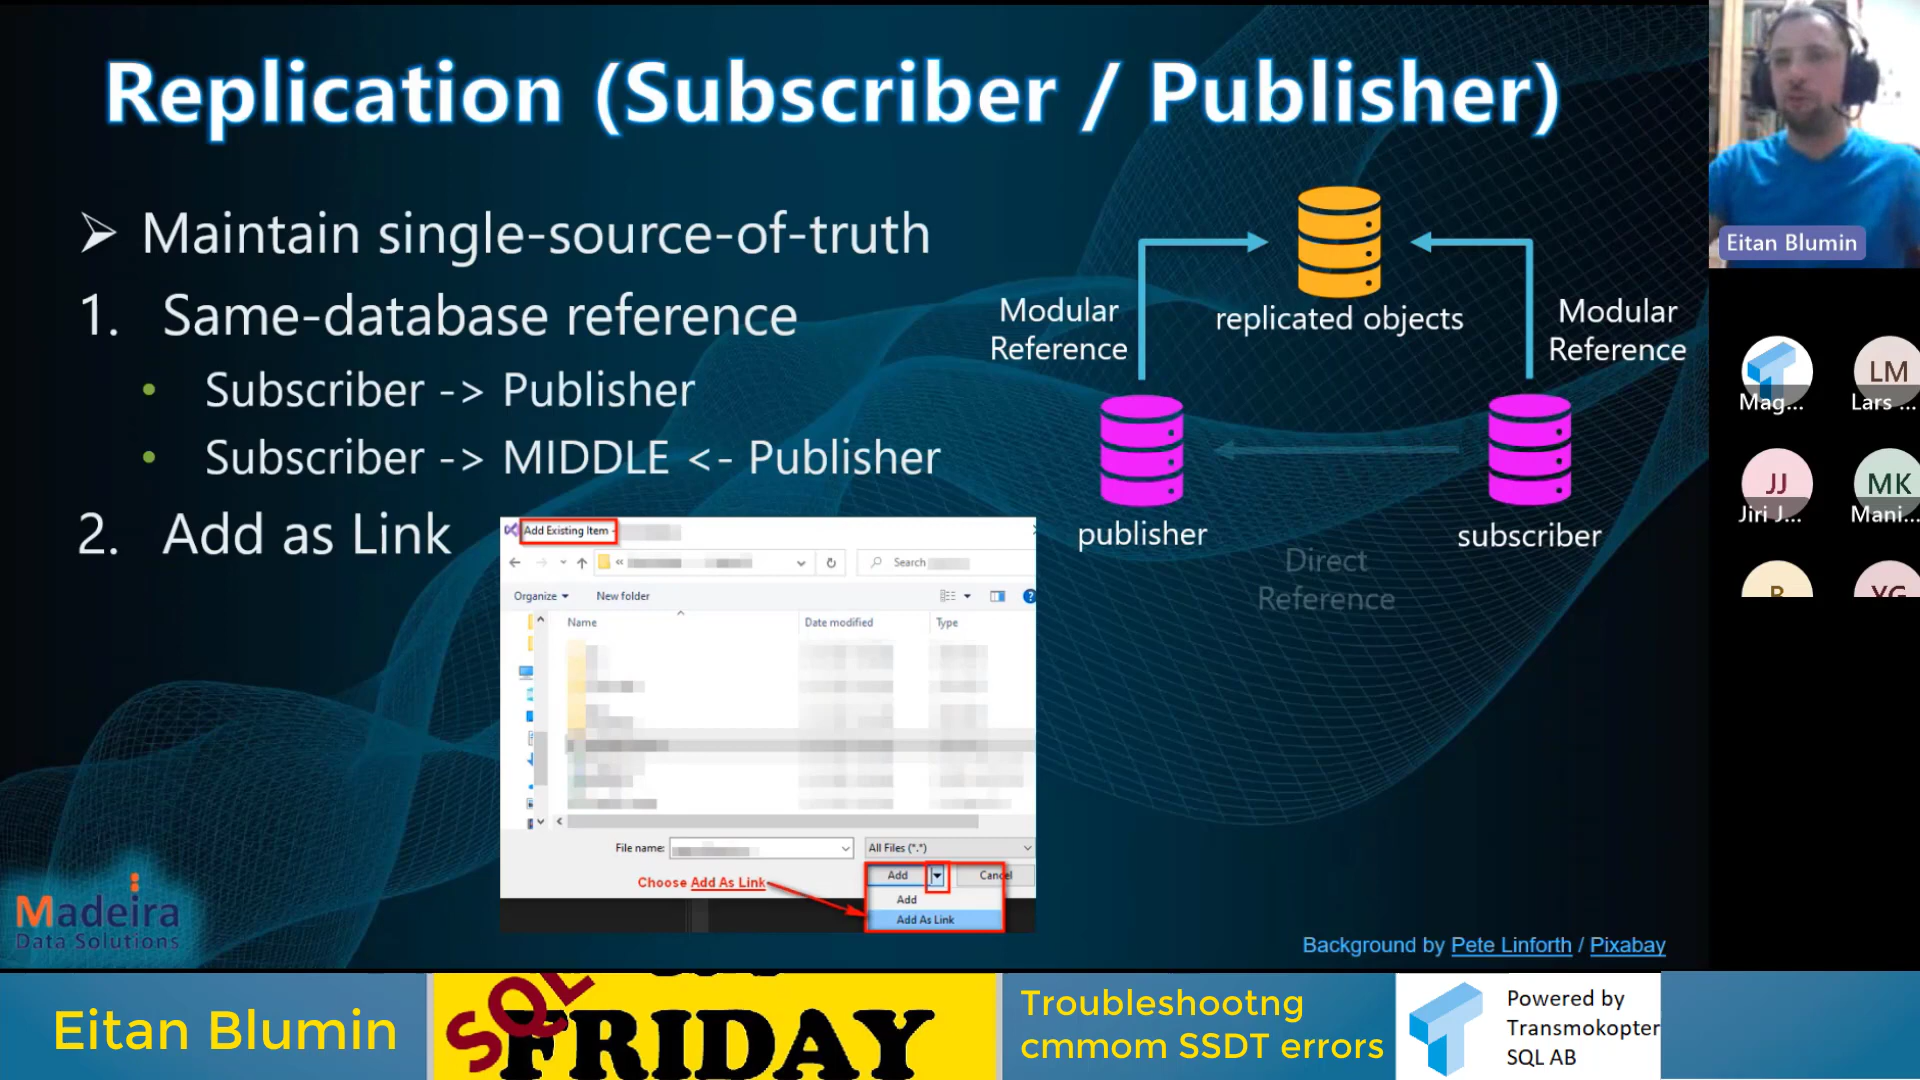 Replication (Subscriber / Publisher)
➢ Maintain single-source-of-truth
1. Same-database reference
• Subscriber -> Publisher
• Subscriber -> MIDDLE <- Publisher
2. Add as Link
replicated objects
Modular
Reference
Modular
Reference
publisher
subscriber
Direct
Reference
Add Existing Item -
Search
Organize
New folder
Name
Date modified
Type
File name:
All Files (*.*)
Add
Cancel
Choose Add As Link
Add
Add As Link
Madeira
Data Solutions
Background by Pete Linforth / Pixabay
Eitan Blumin
Mag...
LM
Lars ...
JJ
Jiri J...
MK
Mani...
YG
Eitan Blumin
SQL
FRIDAY
Troubleshootng
cmmom SSDT errors
Powered by
Transmokopter
SQL AB